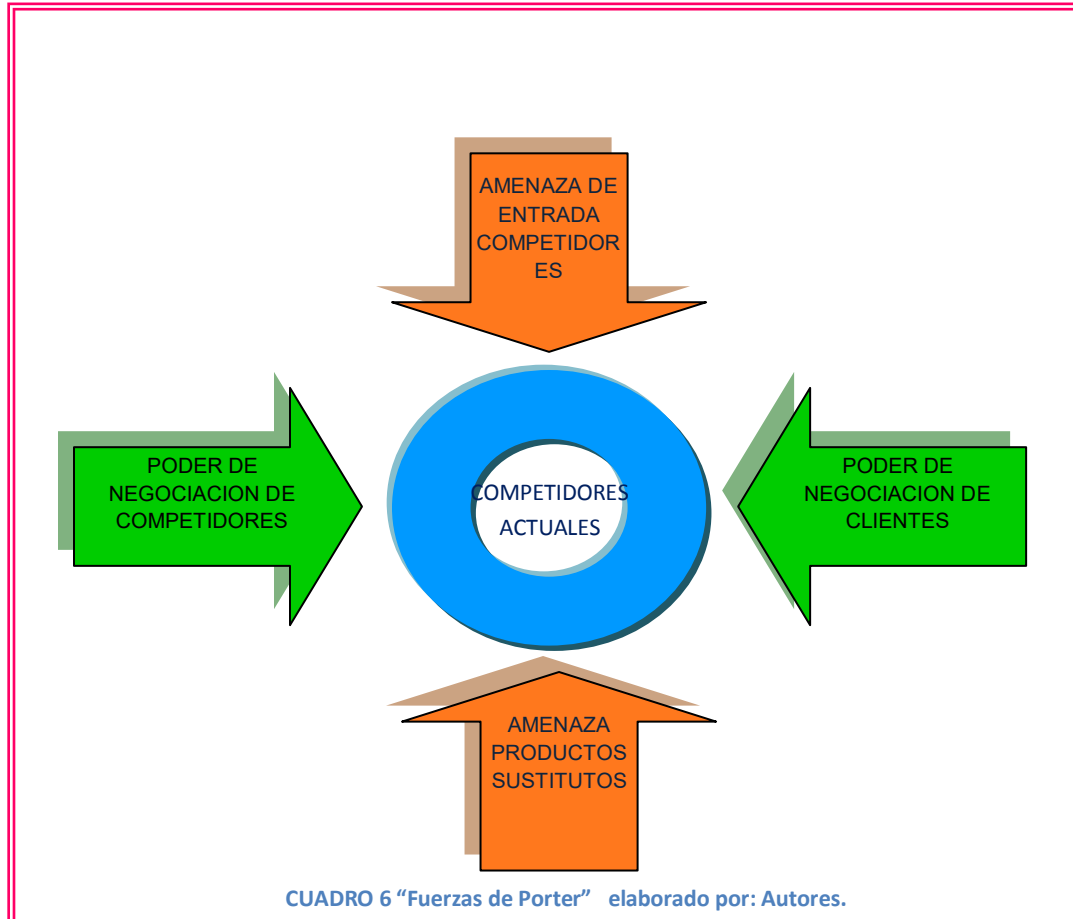 AMENAZA DE
ENTRADA
COMPETIDOR
ES
PODER DE
NEGOCIACION DE
COMPETIDORES
COMPETIDORES
ACTUALES
PODER DE
NEGOCIACION DE
CLIENTES
AMENAZA
PRODUCTOS
SUSTITUTOS
CUADRO 6 “Fuerzas de Porter” elaborado por: Autores.